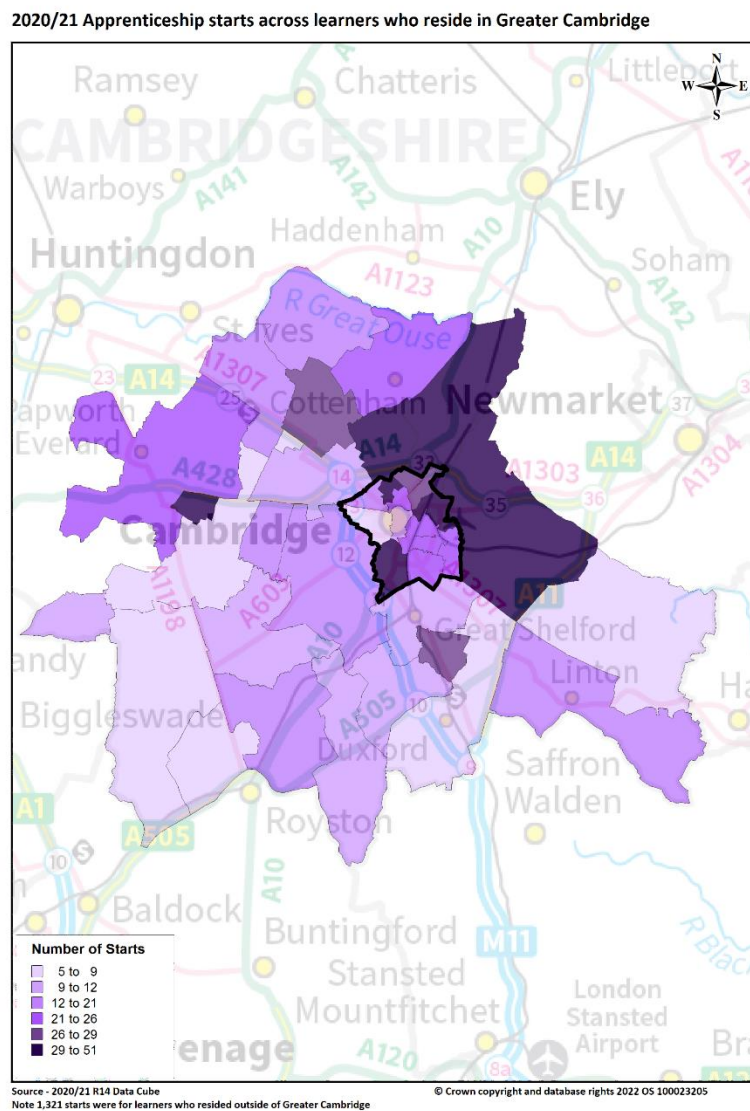 2020/21 Apprenticeship starts across learners who reside in Greater Cambridge
N
W E
S
Ramsey
Chatteris
Littleport
CAMBRIDGESHIRE
Warboys
A141
A142
A10
Ely
Haddenham
Huntingdon
A1123
Soham
A142
St Ives
R Great Ouse
A1307
23
A14
25
Cottenham
Newmarket
37
Papworth
Everard
A14
A1303
A14
A1304
A428
14
33
35
36
Cambridge
12
A603
A1198
A10
A1307
A11
Great Shelford
Linton
Biggleswade
A505
10
S
Duxford
9
Saffron
Walden
A1
A505
Royston
10
S
A10
Baldock
Buntingford
M11
Stansted
Mountfitchet
London
Stansted
Airport
enage
A120
8a
Number of Starts
5 to 9
9 to 12
12 to 21
21 to 26
26 to 29
29 to 51
Source - 2020/21 R14 Data Cube
© Crown copyright and database rights 2022 OS 100023205
Note 1,321 starts were for learners who resided outside of Greater Cambridge